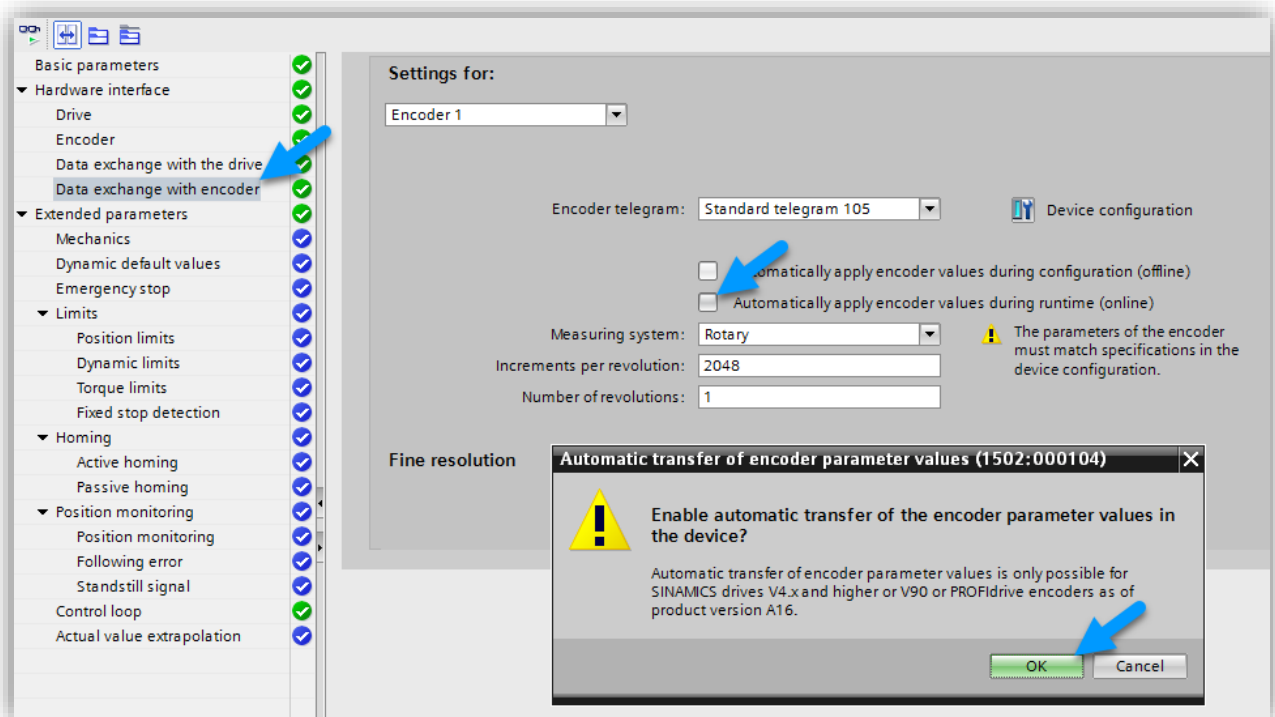 Basic parameters
Hardware interface
Drive
Encoder
Data exchange with the drive
Data exchange with encoder
Extended parameters
Mechanics
Dynamic default values
Emergency stop
Limits
Position limits
Dynamic limits
Torque limits
Fixed stop detection
Homing
Active homing
Passive homing
Position monitoring
Position monitoring
Following error
Standstill signal
Control loop
Actual value extrapolation
Settings for:
Encoder 1
Encoder telegram: Standard telegram 105 Device configuration
Automatically apply encoder values during configuration (offline)
Automatically apply encoder values during runtime (online)
Measuring system: Rotary
The parameters of the encoder
must match specifications in the
device configuration.
Increments per revolution: 2048
Number of revolutions: 1
Fine resolution
Automatic transfer of encoder parameter values (1502:000104)
Enable automatic transfer of the encoder parameter values in
the device?
Automatic transfer of encoder parameter values is only possible for
SINAMICS drives V4.x and higher or V90 or PROFIdrive encoders as of
product version A16.
OK Cancel